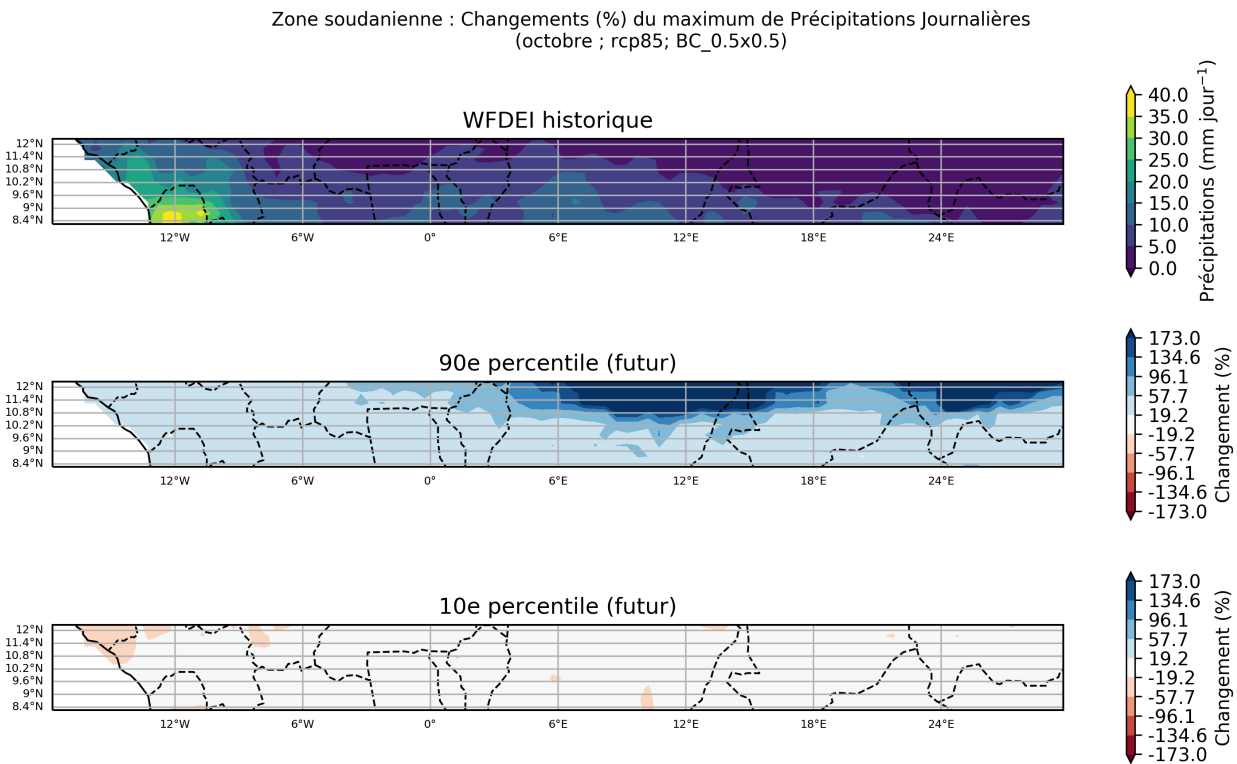 Zone soudanienne : Changements (%) du maximum de Précipitations Journalières
(octobre ; rcp85; BC_0.5x0.5)
WFDEI historique
12°N
11.4°N
10.8°N
10.2°N
9.6°N
9°N
8.4°N
12°W 6°W 0° 6°E 12°E 18°E 24°E
40.0
35.0
30.0
25.0
20.0
15.0
10.0
5.0
0.0
Précipitations (mm jour⁻¹)
90e percentile (futur)
12°N
11.4°N
10.8°N
10.2°N
9.6°N
9°N
8.4°N
12°W 6°W 0° 6°E 12°E 18°E 24°E
173.0
134.6
96.1
57.7
19.2
-19.2
-57.7
-96.1
-134.6
-173.0
Changement (%)
10e percentile (futur)
12°N
11.4°N
10.8°N
10.2°N
9.6°N
9°N
8.4°N
12°W 6°W 0° 6°E 12°E 18°E 24°E
173.0
134.6
96.1
57.7
19.2
-19.2
-57.7
-96.1
-134.6
-173.0
Changement (%)